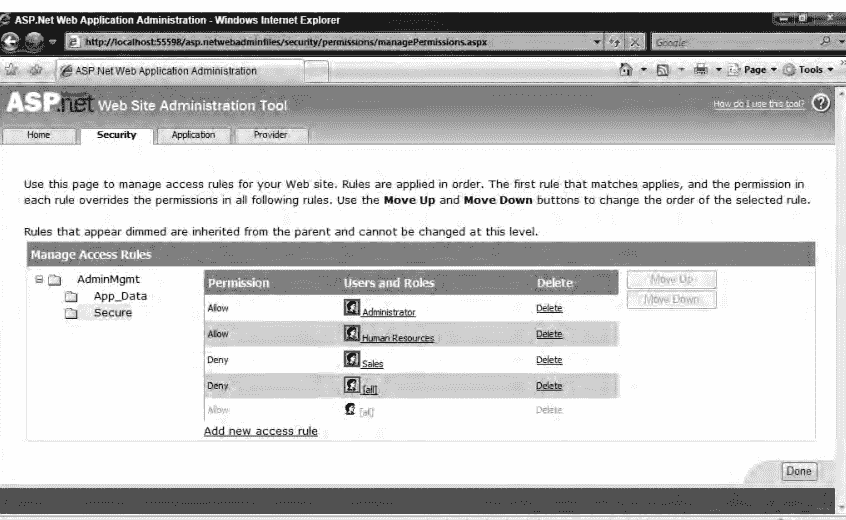 ASP.Net Web Application Administration - Windows Internet Explorer
http://localhost:55598/asp.netwebadminfiles/security/permissions/managePermissions.aspx
Google
ASP.Net Web Application Administration
Page
Tools
ASP.net Web Site Administration Tool
How do I use this tool? ?
Home Security Application Provider
Use this page to manage access rules for your Web site. Rules are applied in order. The first rule that matches applies, and the permission in
each rule overrides the permissions in all following rules. Use the Move Up and Move Down buttons to change the order of the selected rule.
Rules that appear dimmed are inherited from the parent and cannot be changed at this level.
Manage Access Rules
AdminMgmt
App_Data
Secure
Permission Users and Roles Delete
Allow Administrator Delete
Allow Human Resources Delete
Deny Sales Delete
Deny [all] Delete
Allow [all] Delete
Add new access rule
Move Up
Move Down
Done